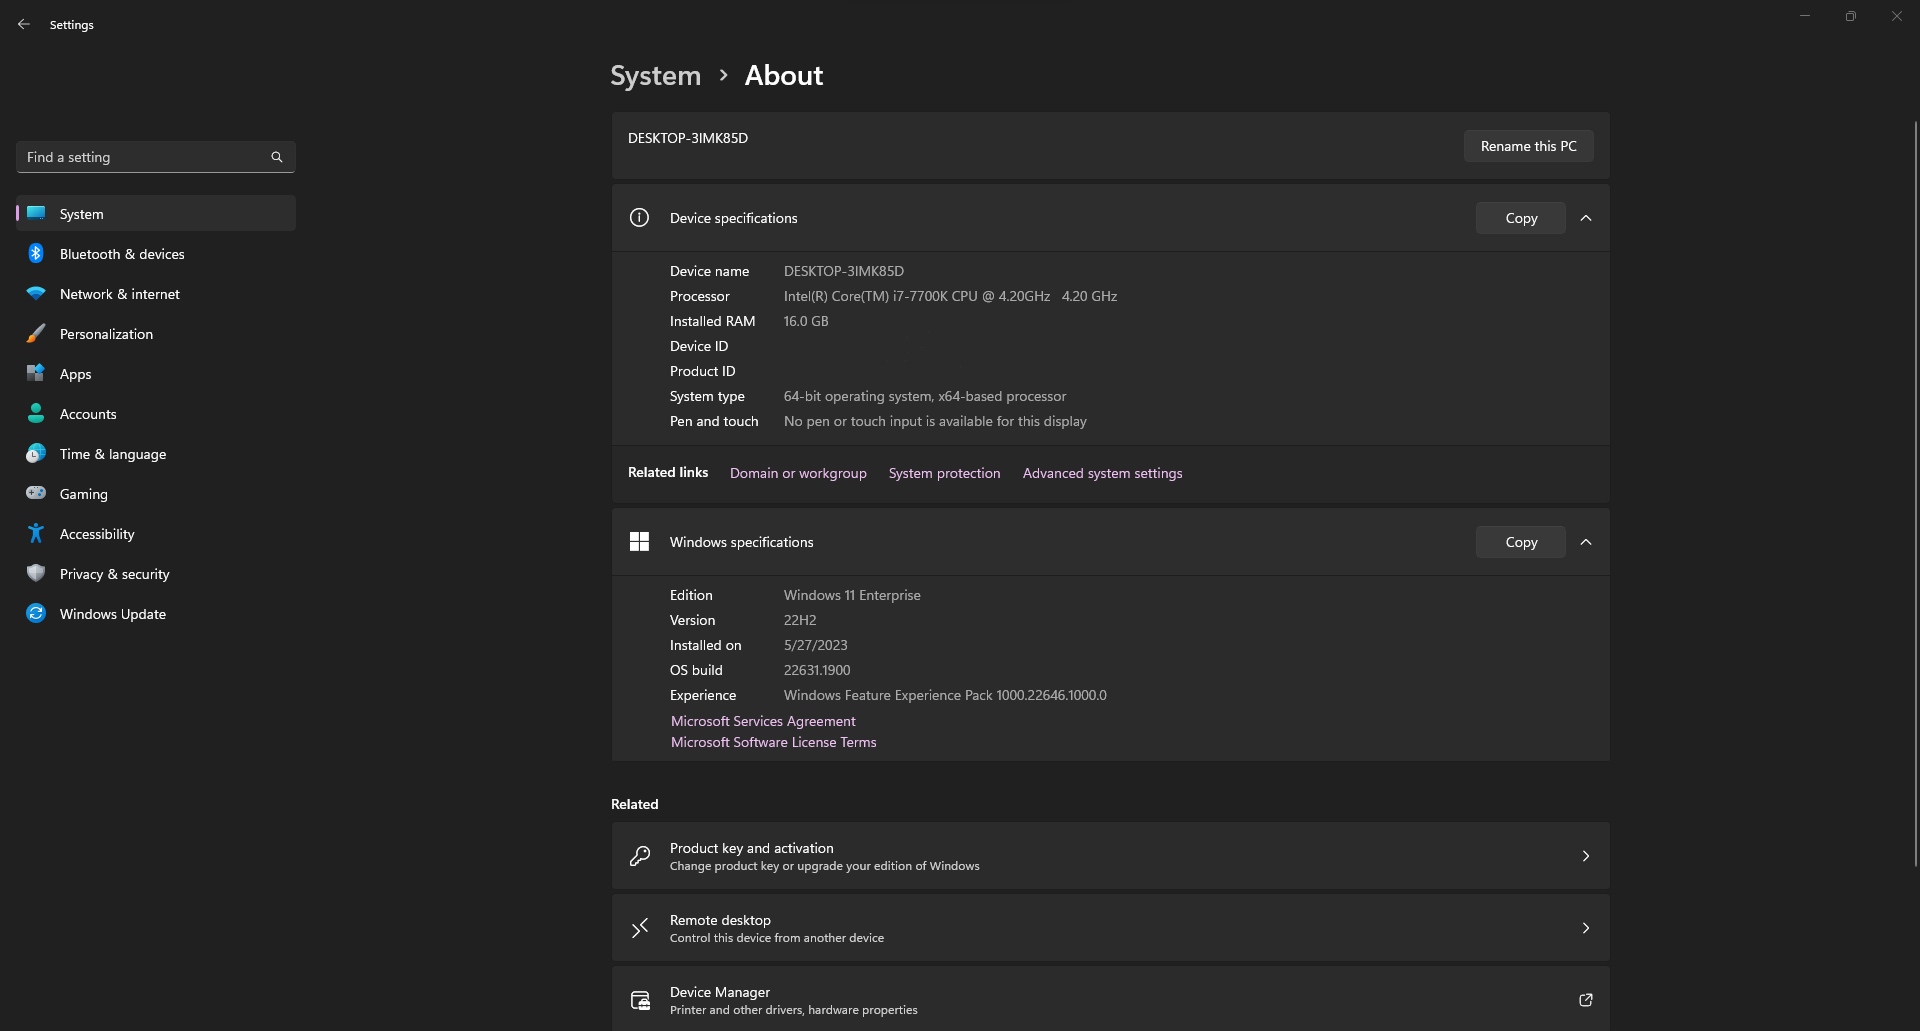 Settings
System > About
DESKTOP-3IMK85D
Rename this PC
Find a setting
System
Bluetooth & devices
Network & internet
Personalization
Apps
Accounts
Time & language
Gaming
Accessibility
Privacy & security
Windows Update
Device specifications
Copy
Device name DESKTOP-3IMK85D
Processor Intel(R) Core(TM) i7-7700K CPU @ 4.20GHz 4.20 GHz
Installed RAM 16.0 GB
Device ID
Product ID
System type 64-bit operating system, x64-based processor
Pen and touch No pen or touch input is available for this display
Related links Domain or workgroup System protection Advanced system settings
Windows specifications
Copy
Edition Windows 11 Enterprise
Version 22H2
Installed on 5/27/2023
OS build 22631.1900
Experience Windows Feature Experience Pack 1000.22646.1000.0
Microsoft Services Agreement
Microsoft Software License Terms
Related
Product key and activation
Change product key or upgrade your edition of Windows
Remote desktop
Control this device from another device
Device Manager
Printer and other drivers, hardware properties